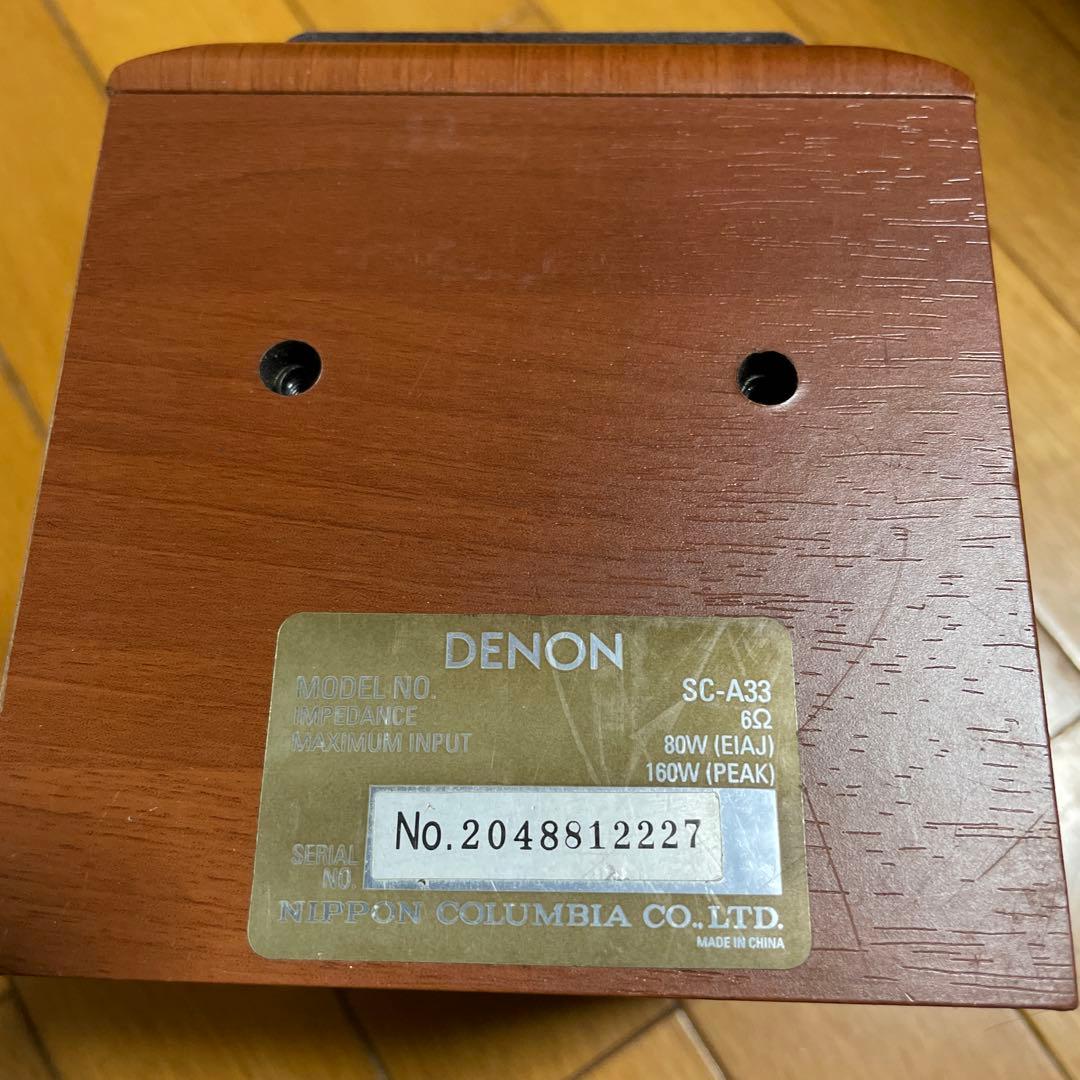 DENON
MODEL NO. SC-A33
IMPEDANCE 6Ω
MAXIMUM INPUT 80W (EIAJ)
160W (PEAK)
SERIAL NO. No.2048812227
NIPPON COLUMBIA CO., LTD.
MADE IN CHINA